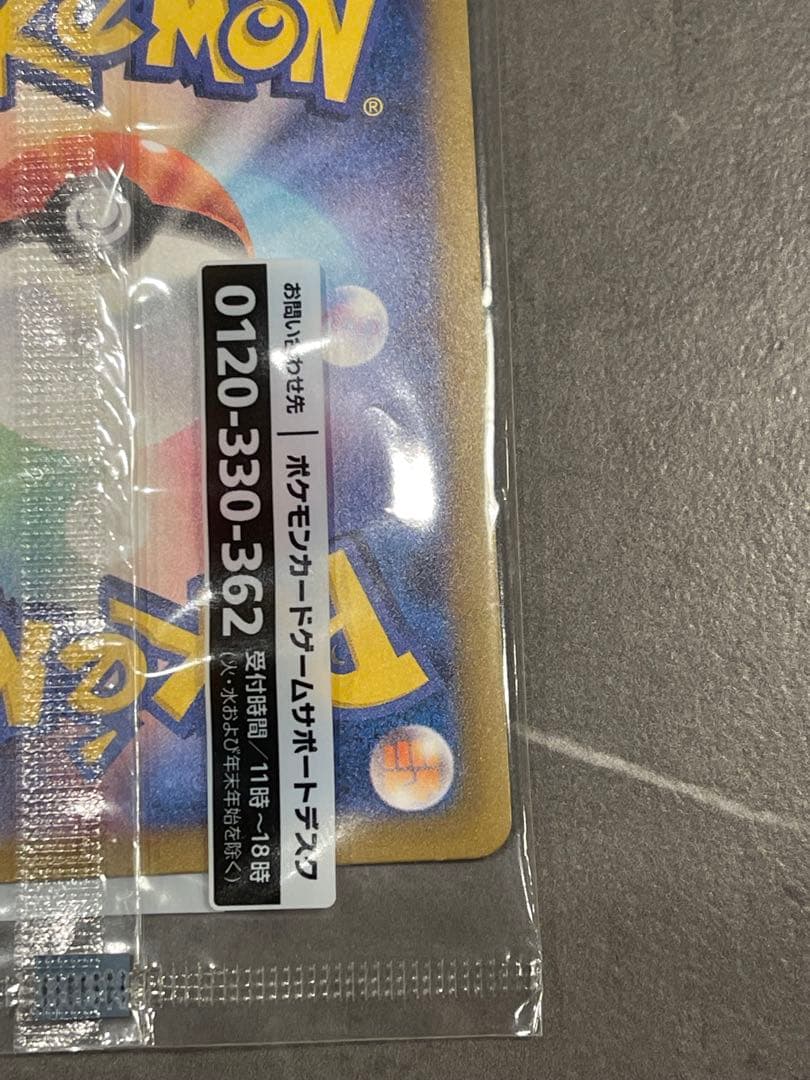 POKÉMON
®
お問い合わせ先 | ポケモンカードゲームサポートデスク
0120-330-362
受付時間/11時〜18時
(火・水および年末年始を除く)